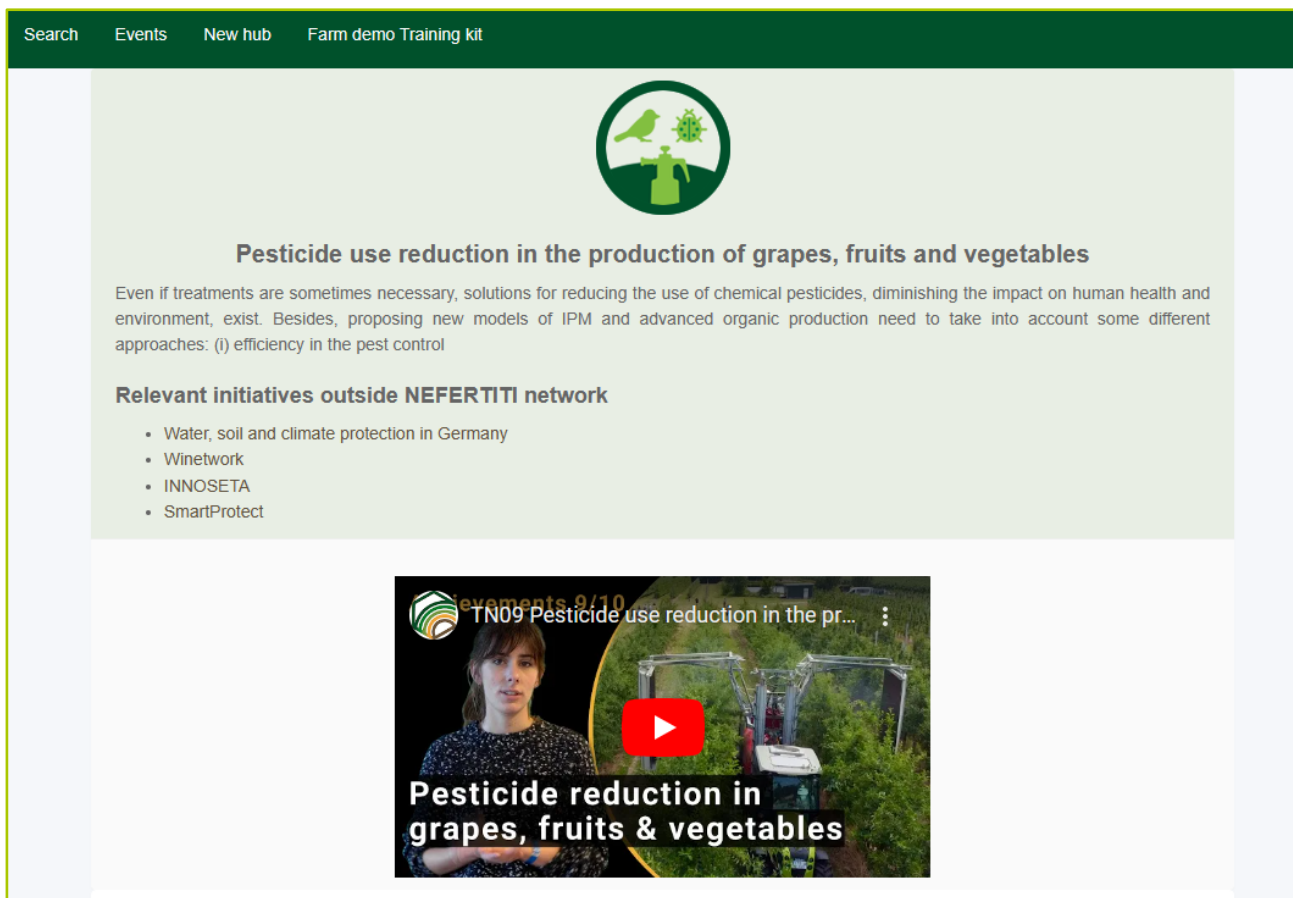 Search Events New hub Farm demo Training kit
Pesticide use reduction in the production of grapes, fruits and vegetables
Even if treatments are sometimes necessary, solutions for reducing the use of chemical pesticides, diminishing the impact on human health and
environment, exist. Besides, proposing new models of IPM and advanced organic production need to take into account some different
approaches: (i) efficiency in the pest control
Relevant initiatives outside NEFERTITI network
• Water, soil and climate protection in Germany
• Winetwork
• INNOSETA
• SmartProtect
ievements 9/10
TN09 Pesticide use reduction in the pr...
Pesticide reduction in
grapes, fruits & vegetables